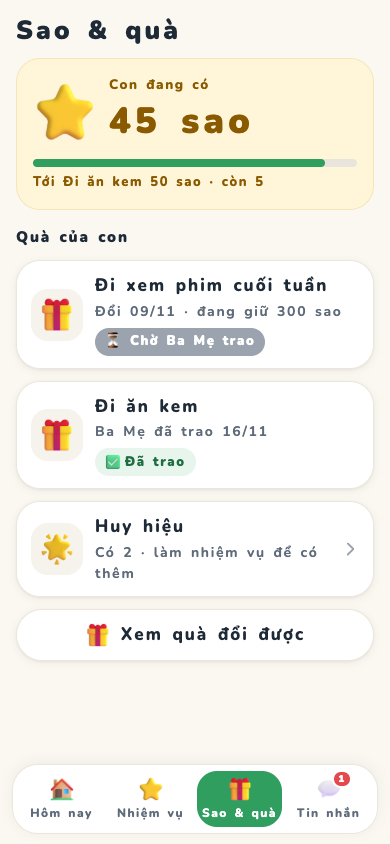 Sao & quà
Con đang có
45 sao
Tới Đi ăn kem 50 sao · còn 5
Quà của con
Đi xem phim cuối tuần
Đổi 09/11 · đang giữ 300 sao
⏳ Chờ Ba Mẹ trao
Đi ăn kem
Ba Mẹ đã trao 16/11
✅ Đã trao
Huy hiệu
Có 2 · làm nhiệm vụ để có
thêm
Xem quà đổi được
1
Hôm nay
Nhiệm vụ
Sao & quà
Tin nhắn